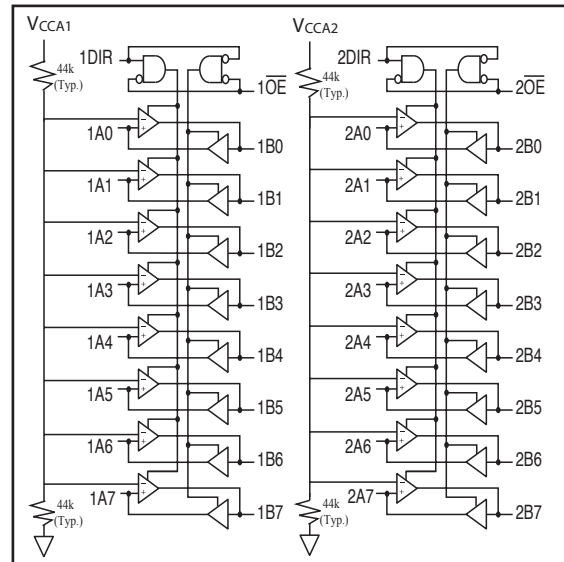 VCCA1
VCCA2
1DIR
2DIR
44k
(Typ.)
44k
(Typ.)
1O̅E̅
2O̅E̅
1A0
1B0
2A0
2B0
1A1
1B1
2A1
2B1
1A2
1B2
2A2
2B2
1A3
1B3
2A3
2B3
1A4
1B4
2A4
2B4
1A5
1B5
2A5
2B5
1A6
1B6
2A6
2B6
1A7
1B7
2A7
2B7
44k
(Typ.)
44k
(Typ.)